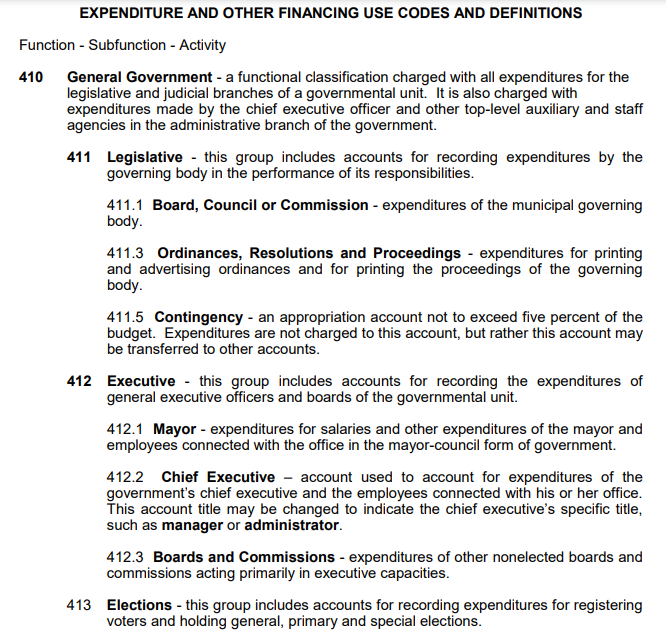 EXPENDITURE AND OTHER FINANCING USE CODES AND DEFINITIONS
Function - Subfunction - Activity
410 General Government - a functional classification charged with all expenditures for the
legislative and judicial branches of a governmental unit. It is also charged with
expenditures made by the chief executive officer and other top-level auxiliary and staff
agencies in the administrative branch of the government.
411 Legislative - this group includes accounts for recording expenditures by the
governing body in the performance of its responsibilities.
411.1 Board, Council or Commission - expenditures of the municipal governing
body.
411.3 Ordinances, Resolutions and Proceedings - expenditures for printing
and advertising ordinances and for printing the proceedings of the governing
body.
411.5 Contingency - an appropriation account not to exceed five percent of the
budget. Expenditures are not charged to this account, but rather this account may
be transferred to other accounts.
412 Executive - this group includes accounts for recording the expenditures of
general executive officers and boards of the governmental unit.
412.1 Mayor - expenditures for salaries and other expenditures of the mayor and
employees connected with the office in the mayor-council form of government.
412.2 Chief Executive – account used to account for expenditures of the
government's chief executive and the employees connected with his or her office.
This account title may be changed to indicate the chief executive's specific title,
such as manager or administrator.
412.3 Boards and Commissions - expenditures of other nonelected boards and
commissions acting primarily in executive capacities.
413 Elections - this group includes accounts for recording expenditures for registering
voters and holding general, primary and special elections.